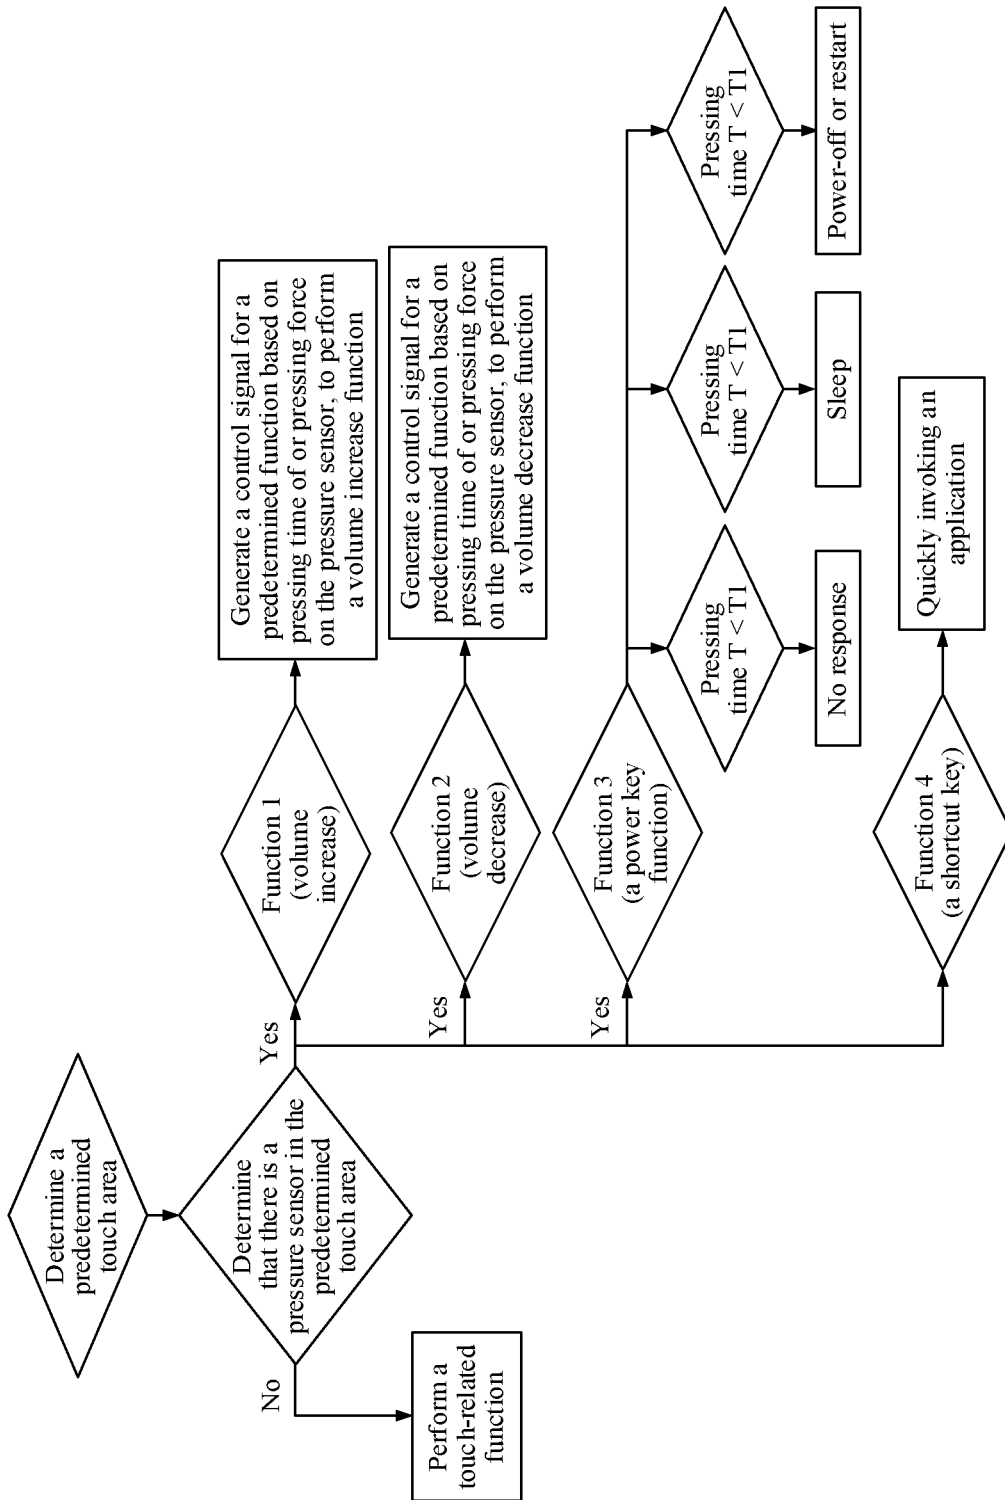 Determine a
predetermined
touch area
Determine
that there is a
pressure sensor in the
predetermined
touch area
No
Perform a
touch-related
function
Yes
Function 1
(volume
increase)
Generate a control signal for a
predetermined function based on
pressing time of or pressing force
on the pressure sensor, to perform
a volume increase function
Yes
Function 2
(volume
decrease)
Generate a control signal for a
predetermined function based on
pressing time of or pressing force
on the pressure sensor, to perform
a volume decrease function
Yes
Function 3
(a power key
function)
Pressing
time T < T1
No response
Pressing
time T < T1
Sleep
Pressing
time T < T1
Power-off or restart
Function 4
(a shortcut key)
Quickly invoking an
application